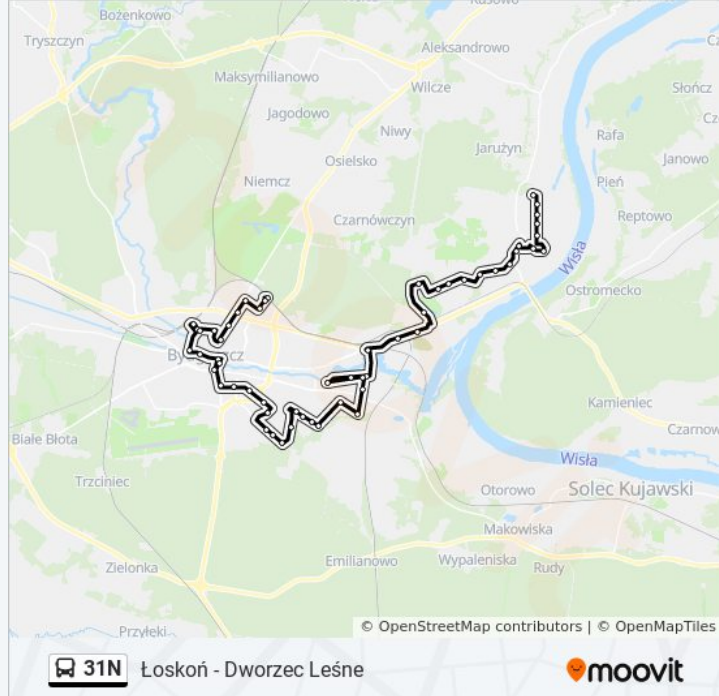 Bożenkowo
Rusowo
Tryszczyn
Aleksandrowo
Maksymilianowo
Wilcze
Słończ
Jagodowo
Niwy
Rafa
Jarużyn
Osielsko
Janowo
Niemcz
Pień
Czarnówczyn
Reptowo
Wisła
Ostromecko
Kamieniec
Białe Błota
Wisła
Trzciniec
Otorowo
Solec Kujawski
Makowiska
Emilianowo
Wypaleniska
Rudy
Zielonka
Przyłęki
© OpenStreetMap contributors | © OpenMapTiles
31N Łoskoń - Dworzec Leśne
moovit